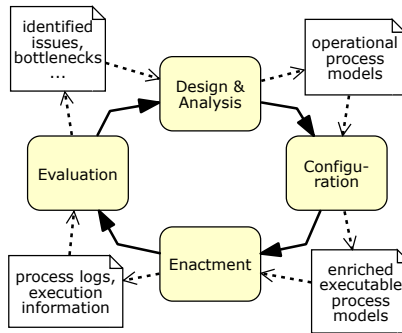 identified
issues,
bottlenecks
...
Design &
Analysis
operational
process
models
Evaluation
Configu-
ration
process logs,
execution
information
Enactment
enriched
executable
process
models